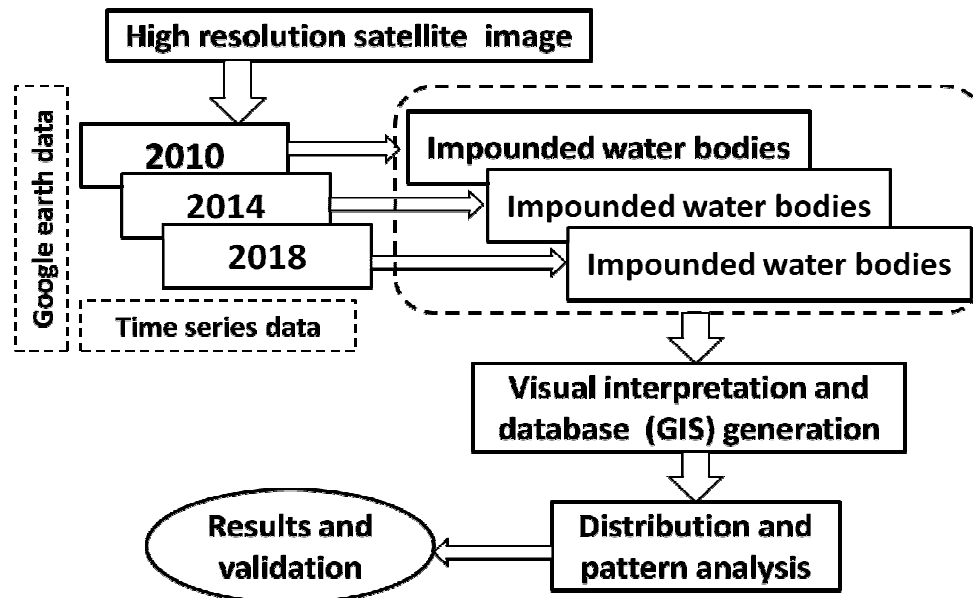 High resolution satellite image
Google earth data
2010
Impounded water bodies
2014
Impounded water bodies
2018
Impounded water bodies
Time series data
Visual interpretation and
database (GIS) generation
Results and
validation
Distribution and
pattern analysis